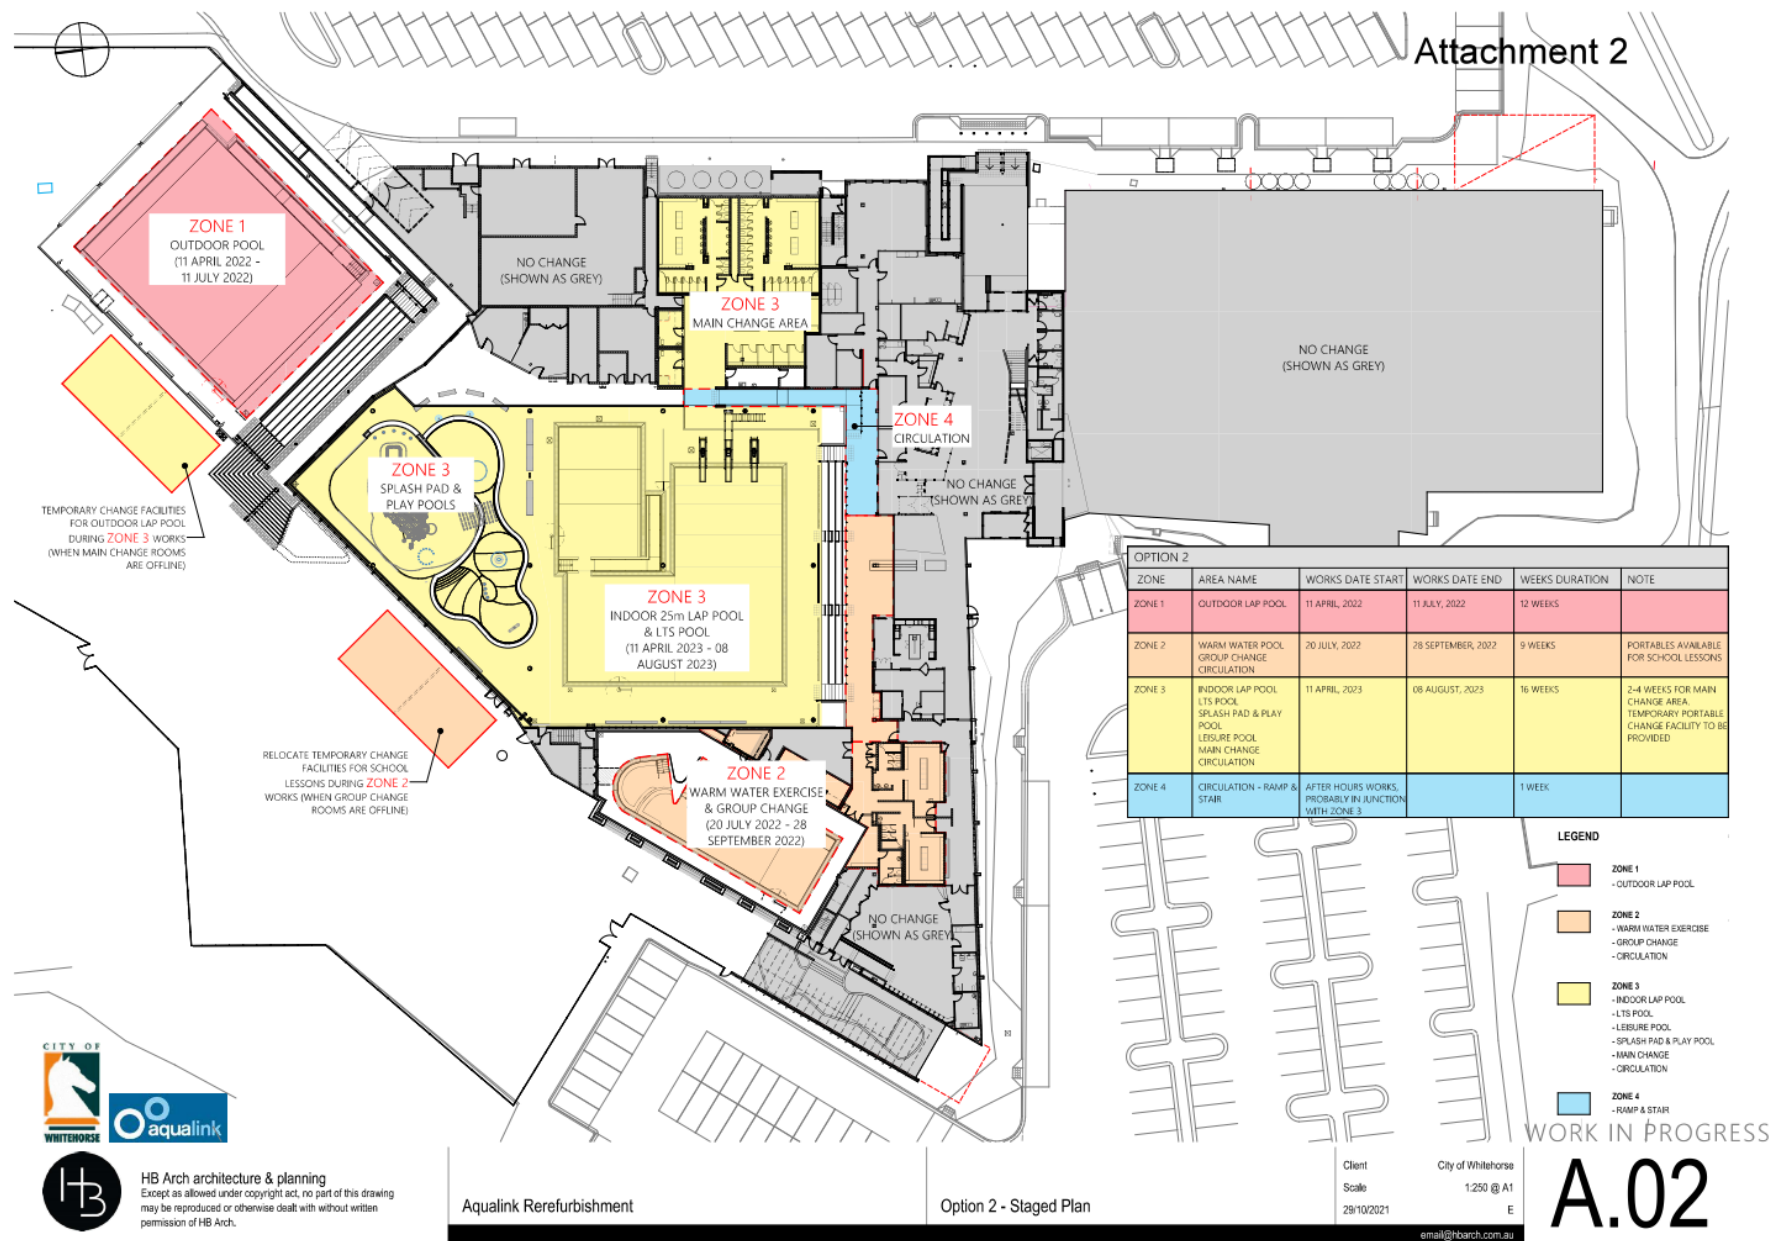 Attachment 2
ZONE 1
OUTDOOR POOL
(11 APRIL 2022 -
11 JULY 2022)
NO CHANGE
(SHOWN AS GREY)
ZONE 3
MAIN CHANGE AREA
NO CHANGE
(SHOWN AS GREY)
ZONE 4
CIRCULATION
ZONE 3
SPLASH PAD &
PLAY POOLS
NO CHANGE
(SHOWN AS GREY)
TEMPORARY CHANGE FACILITIES
FOR OUTDOOR LAP POOL
DURING ZONE 3 WORKS
(WHEN MAIN CHANGE ROOMS
ARE OFFLINE)
ZONE 3
INDOOR 25m LAP POOL
& LTS POOL
(11 APRIL 2023 - 08
AUGUST 2023)
RELOCATE TEMPORARY CHANGE
FACILITIES FOR SCHOOL
LESSONS DURING ZONE 2
WORKS (WHEN GROUP CHANGE
ROOMS ARE OFFLINE)
ZONE 2
WARM WATER EXERCISE
& GROUP CHANGE
(20 JULY 2022 - 28
SEPTEMBER 2022)
NO CHANGE
(SHOWN AS GREY)
OPTION 2
ZONE AREA NAME WORKS DATE START WORKS DATE END WEEKS DURATION NOTE
ZONE 1 OUTDOOR LAP POOL 11 APRIL, 2022 11 JULY, 2022 12 WEEKS
ZONE 2 WARM WATER POOL 20 JULY, 2022 28 SEPTEMBER, 2022 9 WEEKS PORTABLES AVAILABLE
GROUP CHANGE FOR SCHOOL LESSONS
CIRCULATION
ZONE 3 INDOOR LAP POOL 11 APRIL, 2023 08 AUGUST, 2023 16 WEEKS 2-4 WEEKS FOR MAIN
LTS POOL CHANGE AREA.
SPLASH PAD & PLAY TEMPORARY PORTABLE
POOL CHANGE FACILITY TO BE
LEISURE POOL PROVIDED
MAIN CHANGE
CIRCULATION
ZONE 4 CIRCULATION - RAMP & AFTER HOURS WORKS, 1 WEEK
STAIR PROBABLY IN JUNCTION
WITH ZONE 3
LEGEND
ZONE 1
- OUTDOOR LAP POOL
ZONE 2
- WARM WATER EXERCISE
- GROUP CHANGE
- CIRCULATION
ZONE 3
- INDOOR LAP POOL
- LTS POOL
- LEISURE POOL
- SPLASH PAD & PLAY POOL
- MAIN CHANGE
- CIRCULATION
ZONE 4
- RAMP & STAIR
WORK IN PROGRESS
CITY OF
WHITEHORSE
aqualink
HB
HB Arch architecture & planning
Except as allowed under copyright act, no part of this drawing
may be reproduced or otherwise dealt with without written
permission of HB Arch.
Aqualink Rerefurbishment
Option 2 - Staged Plan
Client City of Whitehorse
Scale 1:250 @ A1
29/10/2021 E
email@hbarch.com.au
A.02